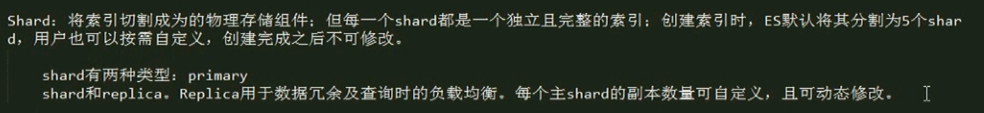 Shard：将索引切割成为的物理存储组件；但每一个shard都是一个独立且完整的索引；创建索引时，ES默认将其分割为5个shar
d，用户也可以按需自定义，创建完成之后不可修改。
shard有两种类型：primary
shard和replica。Replica用于数据冗余及查询时的负载均衡。每个主shard的副本数量可自定义，且可动态修改。